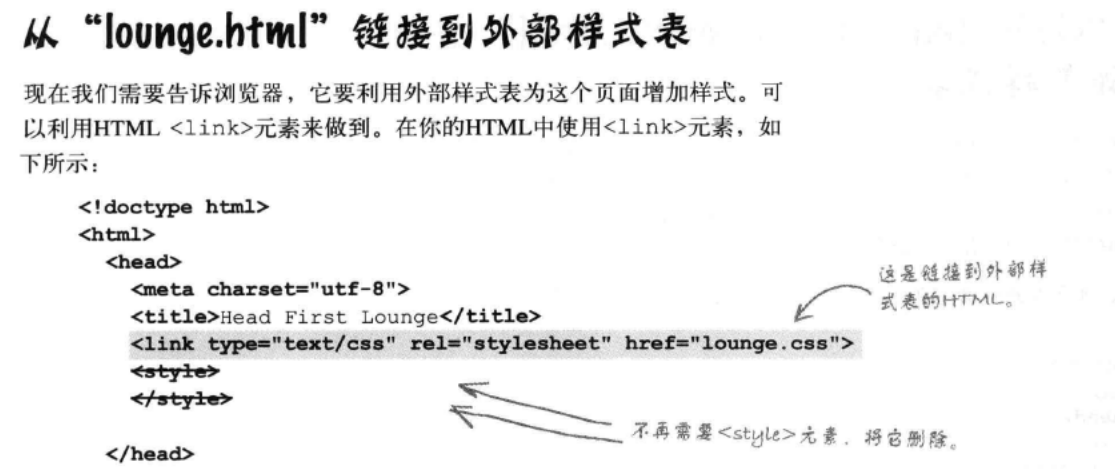 从“lounge.html”链接到外部样式表
现在我们需要告诉浏览器，它要利用外部样式表为这个页面增加样式。可
以利用HTML <link>元素来做到。在你的HTML中使用<link>元素，如
下所示：
<!doctype html>
<html>
<head>
<meta charset="utf-8">
<title>Head First Lounge</title>
<link type="text/css" rel="stylesheet" href="lounge.css">
<style>
</style>
</head>
这是链接到外部样
式表的HTML。
不再需要<style>元素，将它删除。